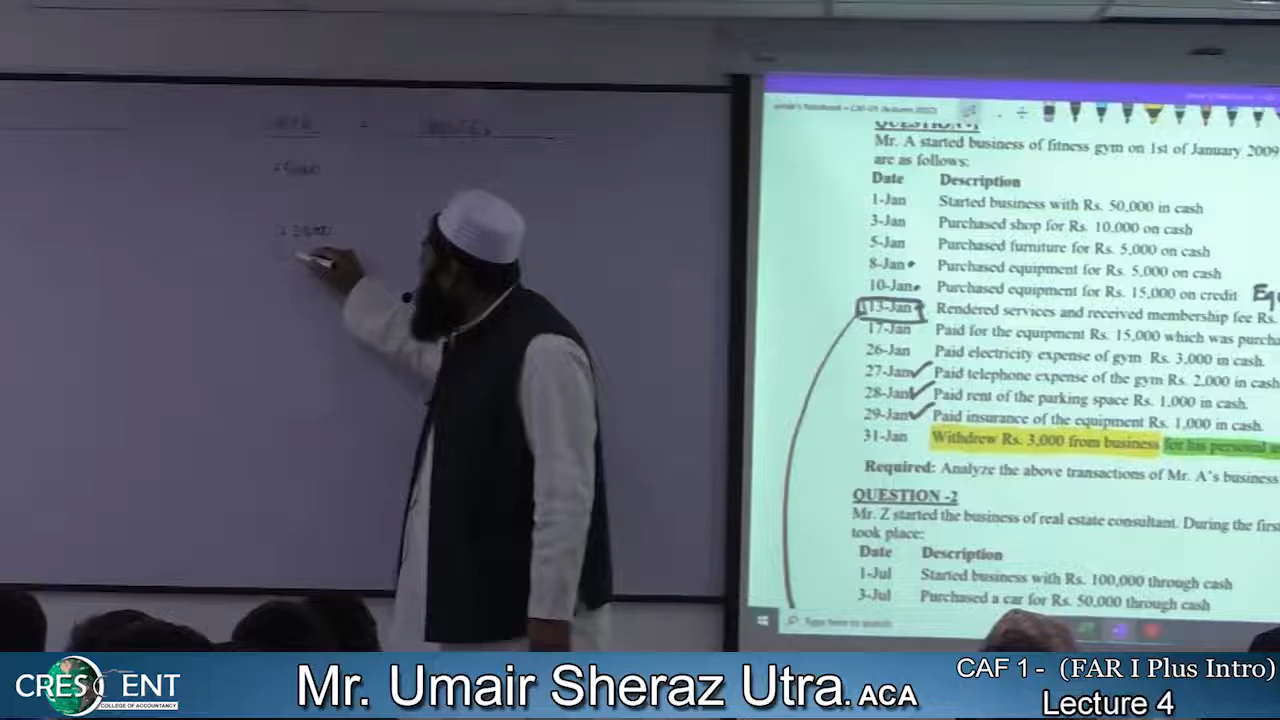 QUESTION-1
Mr. A started business of fitness gym on 1st of January 2009
are as follows:
Date Description
1-Jan Started business with Rs. 50,000 in cash
3-Jan Purchased shop for Rs. 10,000 on cash
5-Jan Purchased furniture for Rs. 5,000 on cash
8-Jan Purchased equipment for Rs. 5,000 on cash
10-Jan Purchased equipment for Rs. 15,000 on credit
13-Jan Rendered services and received membership fee Rs.
17-Jan Paid for the equipment Rs. 15,000 which was purcha
26-Jan Paid electricity expense of gym Rs. 3,000 in cash.
27-Jan Paid telephone expense of the gym Rs. 2,000 in cash
28-Jan Paid rent of the parking space Rs. 1,000 in cash.
29-Jan Paid insurance of the equipment Rs. 1,000 in cash.
31-Jan Withdrew Rs. 3,000 from business for his personal
Required: Analyze the above transactions of Mr. A's business
QUESTION -2
Mr. Z started the business of real estate consultant. During the first
took place:
Date Description
1-Jul Started business with Rs. 100,000 through cash
3-Jul Purchased a car for Rs. 50,000 through cash
Type here to search
CRESCENT
COLLEGE OF ACCOUNTANCY
Mr. Umair Sheraz Utra. ACA
CAF 1 - (FAR I Plus Intro)
Lecture 4